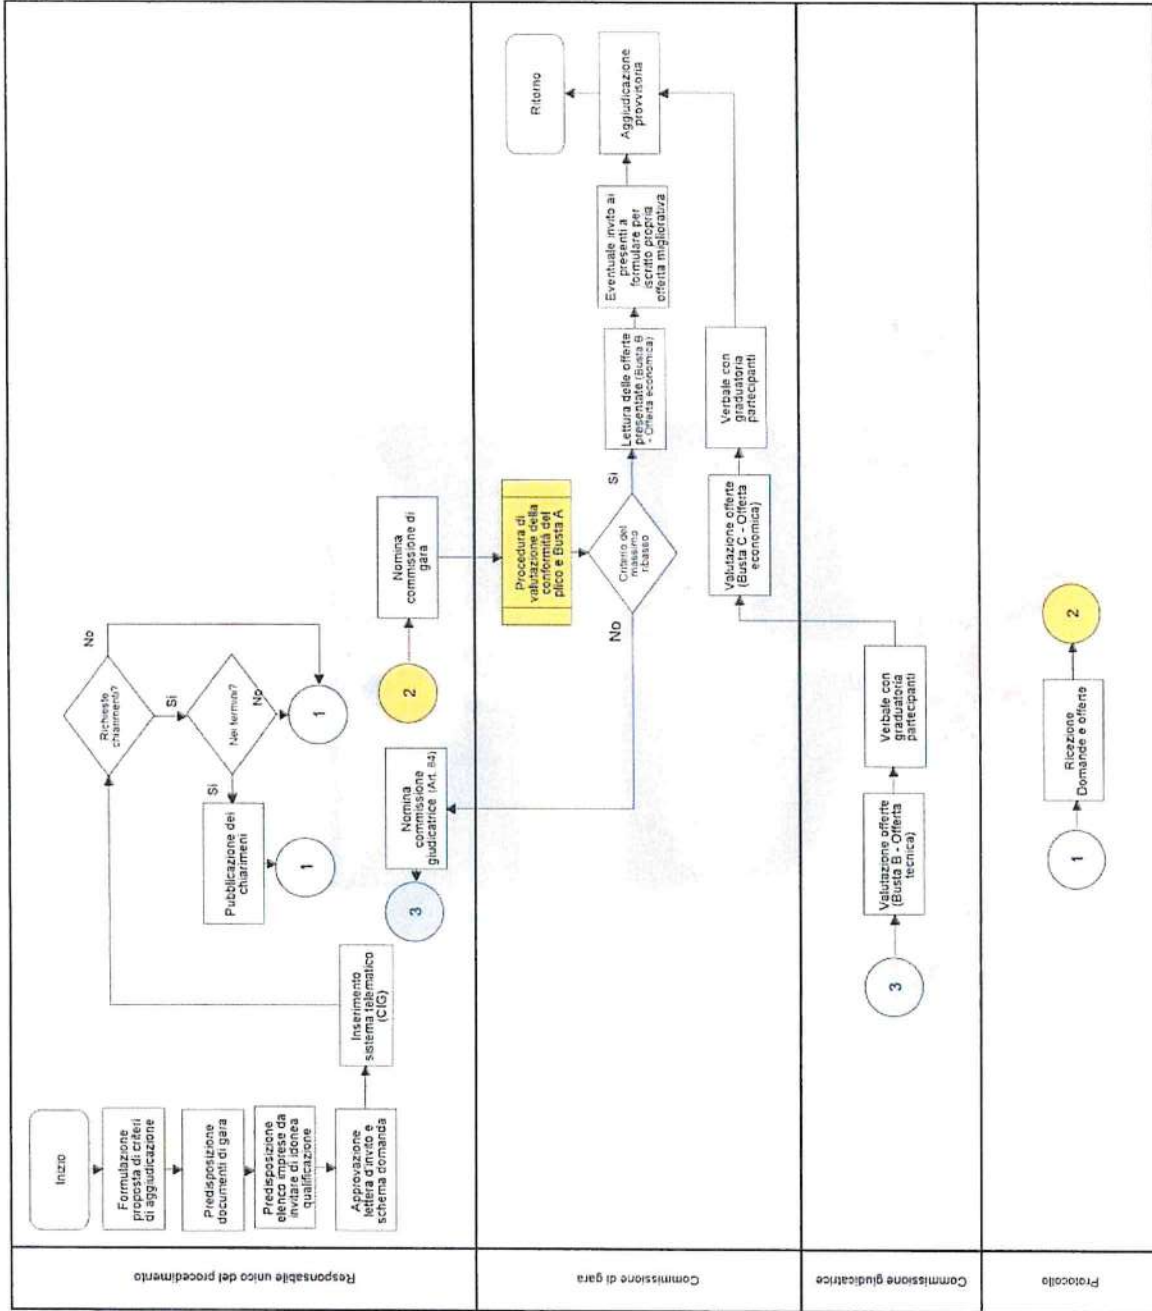 Responsabile unico del procedimento
Inizio
Formulazione
proposta di criteri
di aggiudicazione
Predisposizione
documenti di gara
Predisposizione
elenco imprese da
invitare di idonea
qualificazione
Approvazione
lettera d'invito e
schema domanda
Inserimento
sistema telematico
(CIG)
Richieste
chiarimenti?
No
Si
Nei termini?
No
Si
1
Pubblicazione dei
chiarimeni
1
2
Nomina
commissione di
gara
Nomina
commissione
giudicatrice (Art. 84)
3
Commissione di gara
Procedura di
valutazione della
conformità del
plico e Busta A
Criterio del
massimo
ribasso
Si
No
Lettura delle offerte
presentate (Busta B
- Offerta economica)
Eventuale invito ai
presenti a
formulare per
iscritto propria
offerta migliorativa
Aggiudicazione
provvisoria
Ritorno
Valutazione offerte
(Busta C - Offerta
economica)
Verbale con
graduatoria
partecipanti
Commissione giudicatrice
3
Valutazione offerte
(Busta B - Offerta
tecnica)
Verbale con
graduatoria
partecipanti
Protocollo
1
Ricezione
Domande e offerte
2